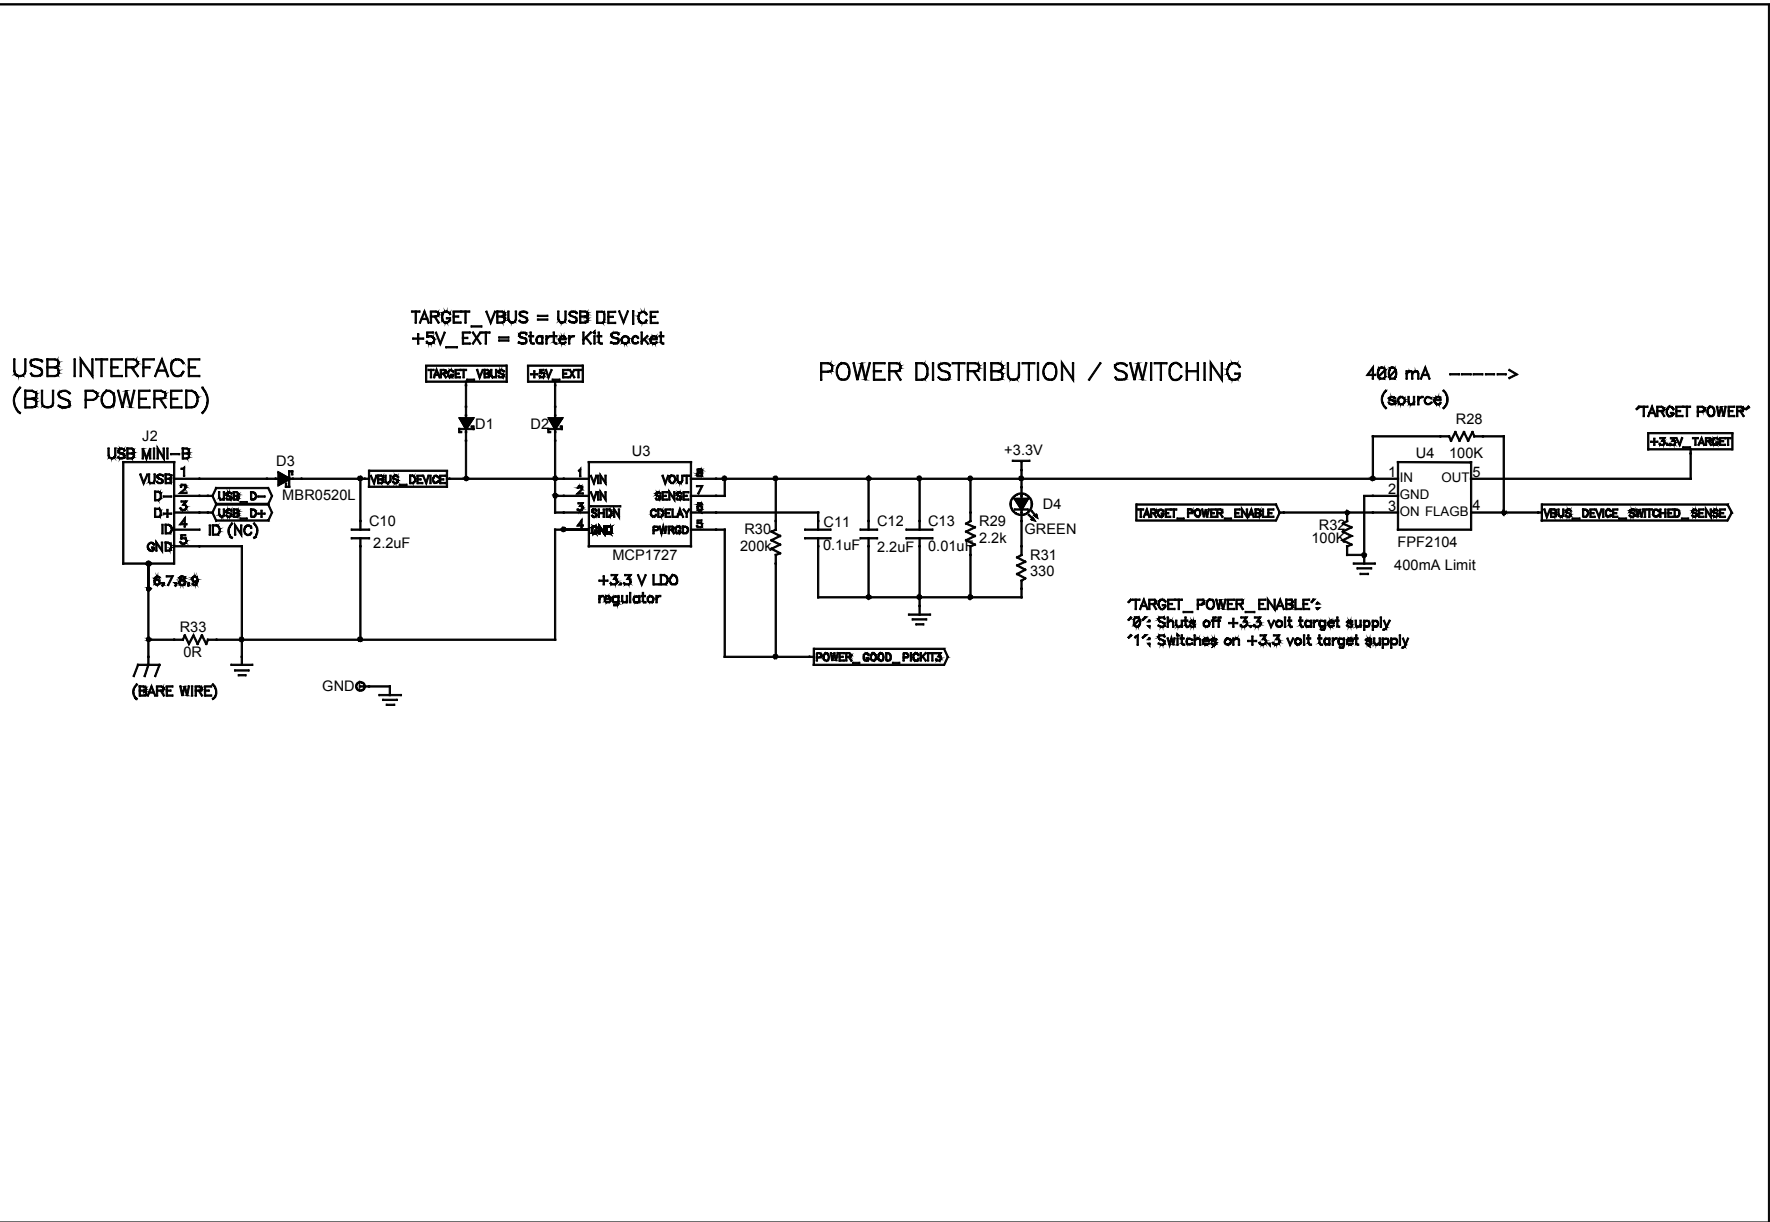 TARGET_VBUS = USB DEVICE
+5V_EXT = Starter Kit Socket
USB INTERFACE
(BUS POWERED)
TARGET_VBUS
+5V_EXT
POWER DISTRIBUTION / SWITCHING
400 mA ----->
(source)
'TARGET POWER'
+3.3V_TARGET
J2
USB MINI-B
VUSB 1
D- 2
D+ 3
ID 4
GND 5
USB_D-
USB_D+
ID (NC)
6,7,8,9
D3
MBR0520L
VBUS_DEVICE
D1
D2
C10
2.2uF
R33
0R
(BARE WIRE)
GND
U3
1 VIN
2 VIN
3 SHDN
4 GND
VOUT 8
SENSE 7
CDELAY 6
PWRGD 5
MCP1727
+3.3 V LDO
regulator
R30
200k
C11
0.1uF
C12
2.2uF
C13
0.01uF
R29
2.2k
+3.3V
D4
GREEN
R31
330
POWER_GOOD_PICKIT3
TARGET_POWER_ENABLE
R32
100K
R28
100K
U4
1 IN
2 GND
3 ON
OUT 5
FLAGB 4
FPF2104
400mA Limit
VBUS_DEVICE_SWITCHED_SENSE
'TARGET_POWER_ENABLE':
'0': Shuts off +3.3 volt target supply
'1': Switches on +3.3 volt target supply